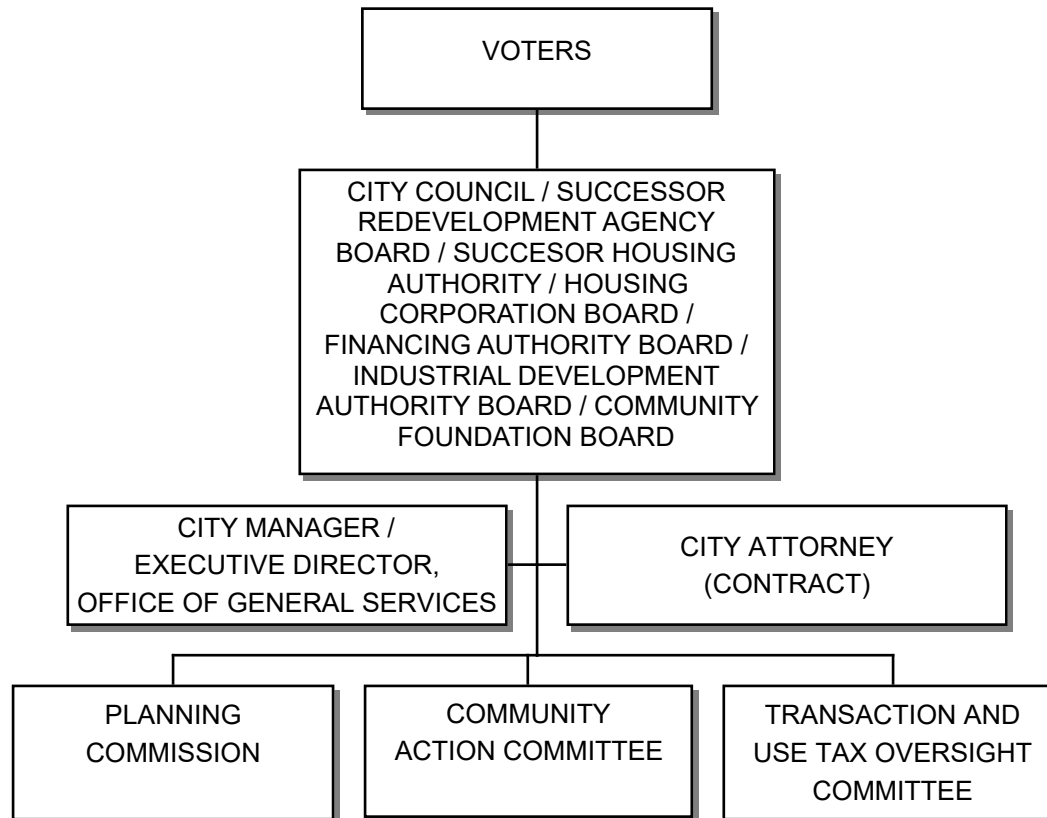 VOTERS
CITY COUNCIL / SUCCESSOR
REDEVELOPMENT AGENCY
BOARD / SUCCESOR HOUSING
AUTHORITY / HOUSING
CORPORATION BOARD /
FINANCING AUTHORITY BOARD /
INDUSTRIAL DEVELOPMENT
AUTHORITY BOARD / COMMUNITY
FOUNDATION BOARD
CITY MANAGER /
EXECUTIVE DIRECTOR,
OFFICE OF GENERAL SERVICES
CITY ATTORNEY
(CONTRACT)
PLANNING
COMMISSION
COMMUNITY
ACTION COMMITTEE
TRANSACTION AND
USE TAX OVERSIGHT
COMMITTEE